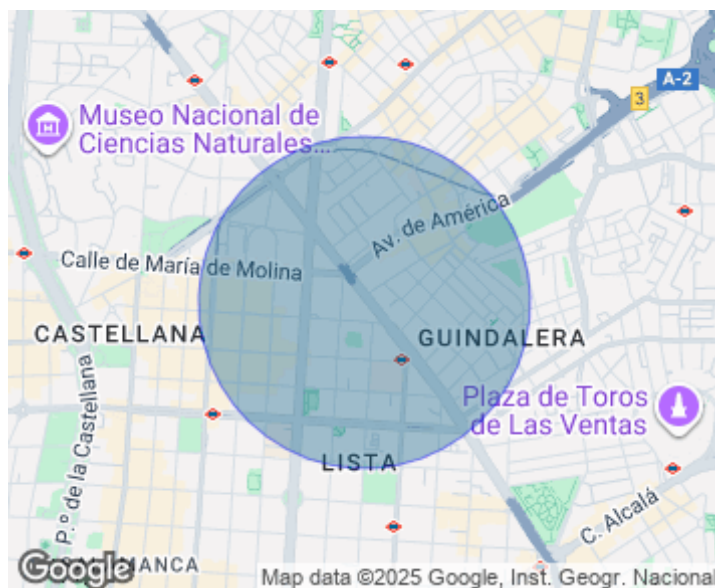 A-2
3
Museo Nacional de
Ciencias Naturales...
Av. de América
Calle de María de Molina
CASTELLANA
GUINDALERA
P.º de la Castellana
Plaza de Toros
de Las Ventas
LISTA
C. Alcalá
Google
Map data ©2025 Google, Inst. Geogr. Nacional